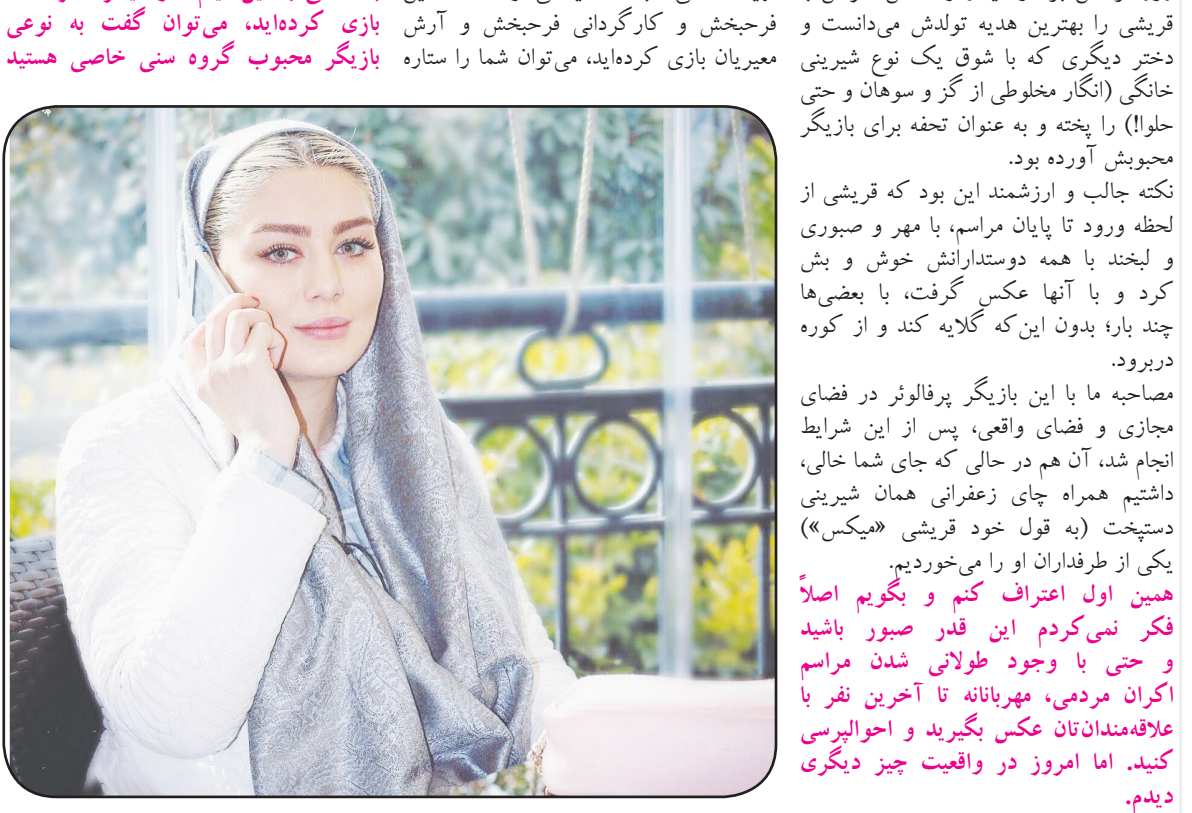 قریشی را بهترین هدیه تولدش می‌دانست و
دختر دیگری که با شوق یک نوع شیرینی
خانگی (انگار مخلوطی از گز و سوهان و حتی
حلوا!) را پخته و به عنوان تحفه برای بازیگر
محبوبش آورده بود.
نکته جالب و ارزشمند این بود که قریشی از
لحظه ورود تا پایان مراسم، با مهر و صبوری
و لبخند با همه دوستدارانش خوش و بش
کرد و با آنها عکس گرفت، با بعضی‌ها
چند بار؛ بدون این‌که گلایه کند و از کوره
دربرود.
مصاحبه ما با این بازیگر پرفالوئر در فضای
مجازی و فضای واقعی، پس از این شرایط
انجام شد، آن هم در حالی که جای شما خالی،
داشتیم همراه چای زعفرانی همان شیرینی
دستپخت (به قول خود قریشی «میکس»)
یکی از طرفداران او را می‌خوردیم.
همین اول اعتراف کنم و بگویم اصلاً
فکر نمی‌کردم این قدر صبور باشید
و حتی با وجود طولانی شدن مراسم
اکران مردمی، مهربانانه تا آخرین نفر با
علاقه‌مندان‌تان عکس بگیرید و احوالپرسی
کنید. اما امروز در واقعیت چیز دیگری
دیدم.
فرحبخش و کارگردانی فرحبخش و آرش
معیریان بازی کرده‌اید، می‌توان شما را ستاره
بازی کرده‌اید، می‌توان گفت به نوعی
بازیگر محبوب گروه سنی خاصی هستید